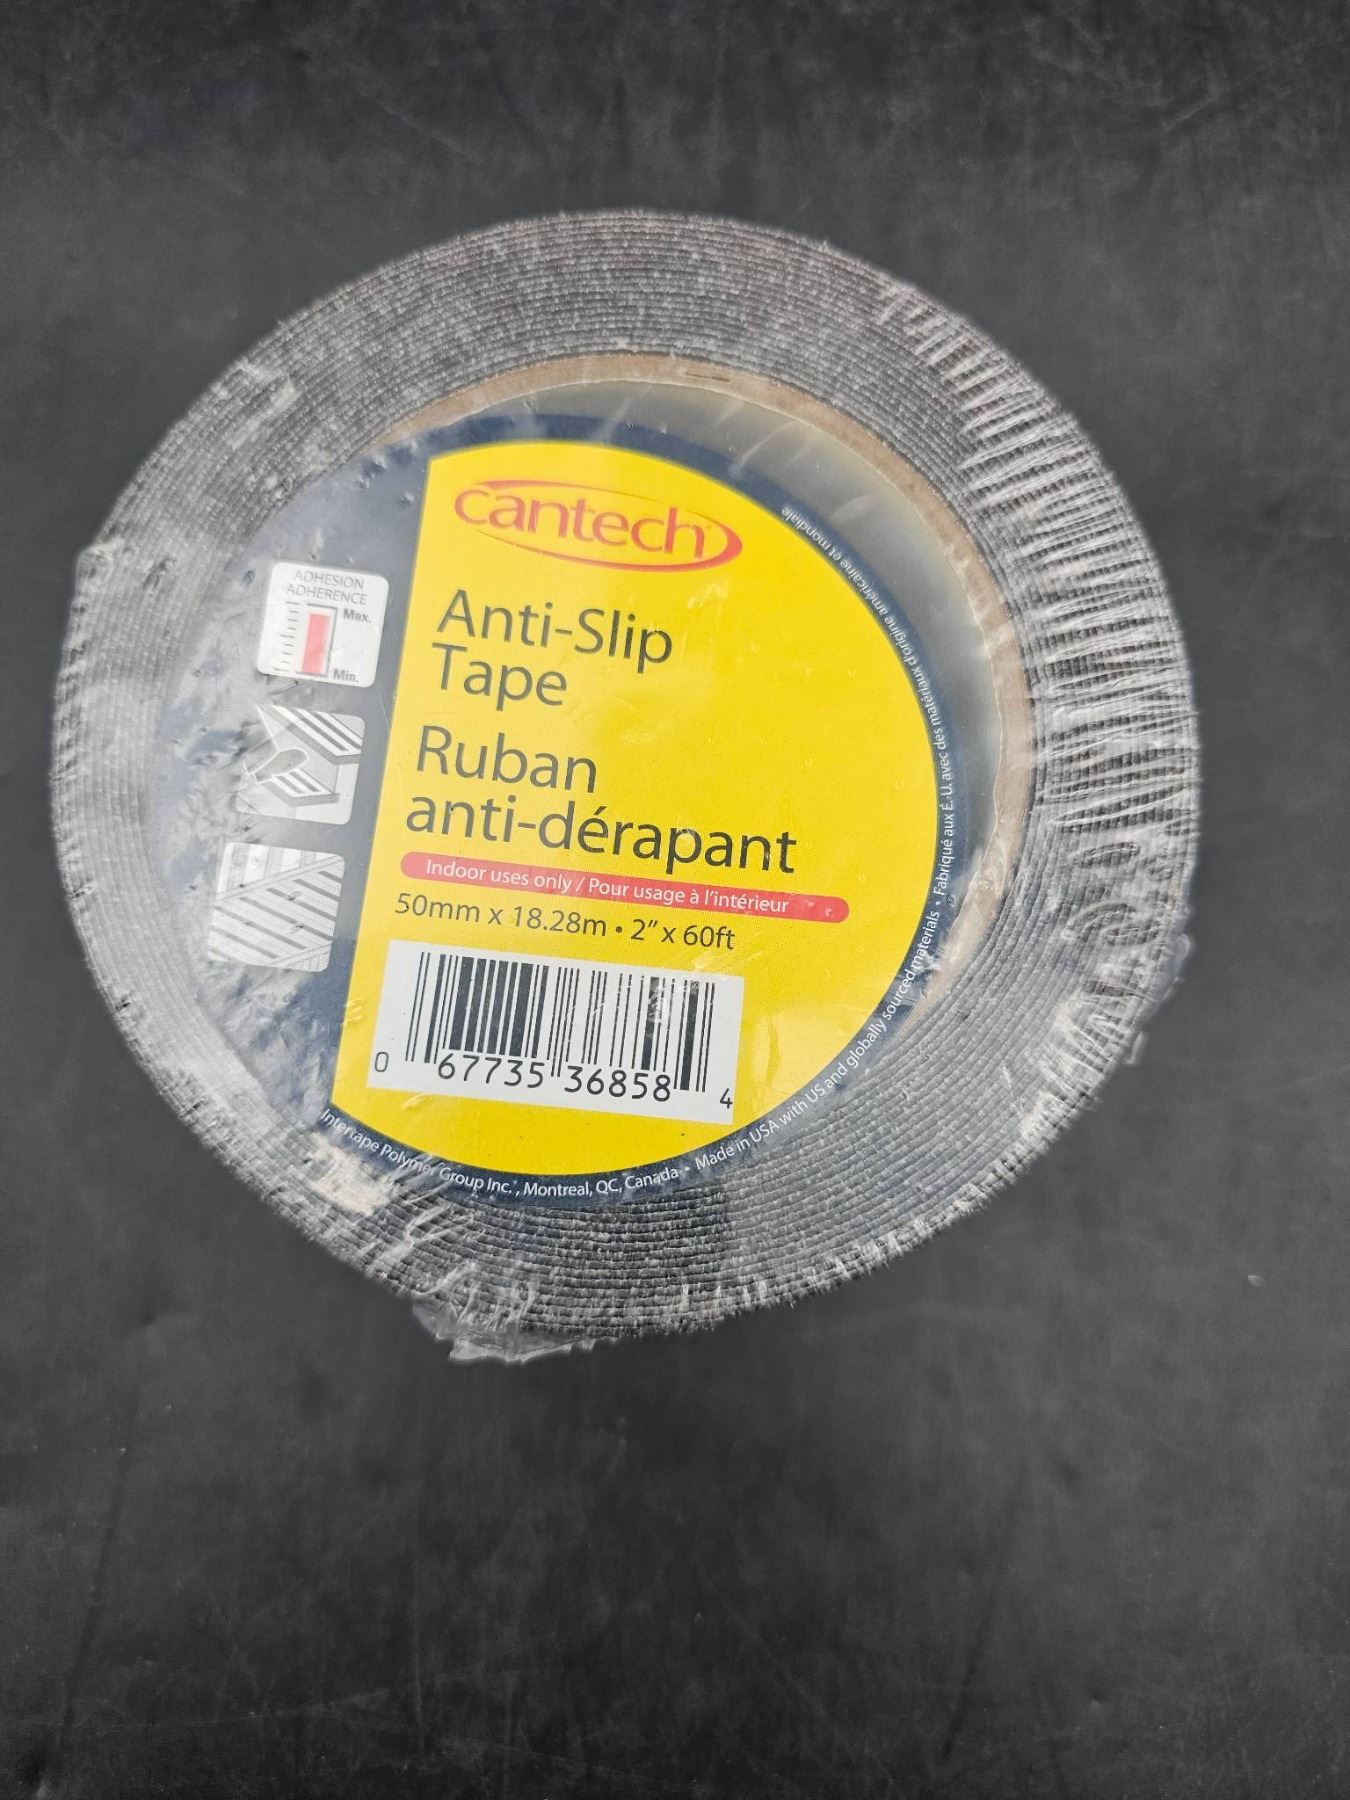 cantech
ADHESION
ADHERENCE
Max.
Min.
Anti-Slip
Tape
Ruban
anti-dérapant
Indoor uses only / Pour usage à l'intérieur
50mm x 18.28m • 2" x 60ft
0 67735 36858 4
Intertape Polymer Group Inc., Montreal, QC, Canada • Made in USA with US and globally sourced materials • Fabriqué aux É.-U. avec des matériaux d'origine américaine et mondiale